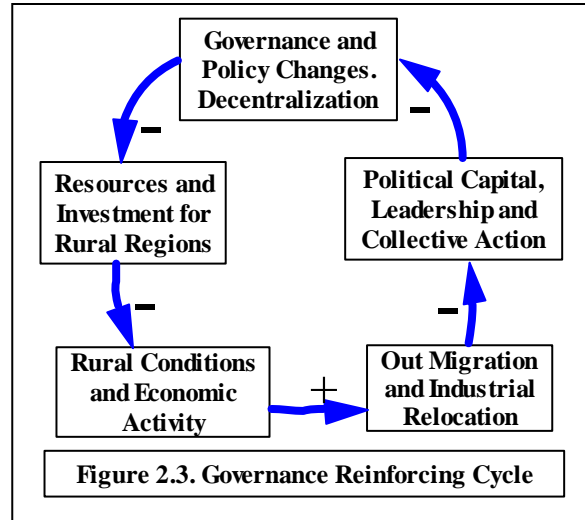 Governance and
Policy Changes.
Decentralization
−
−
Resources and
Investment for
Rural Regions
Political Capital,
Leadership and
Collective Action
−
−
Rural Conditions
and Economic
Activity
+
Out Migration
and Industrial
Relocation
Figure 2.3. Governance Reinforcing Cycle